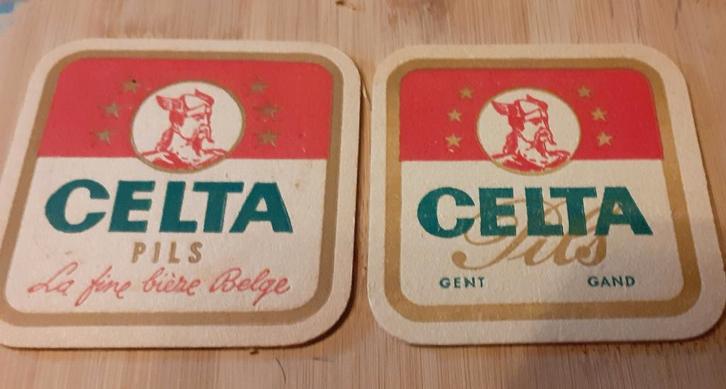 CELTA
PILS
La fine bière Belge
CELTA
Pils
GENT GAND